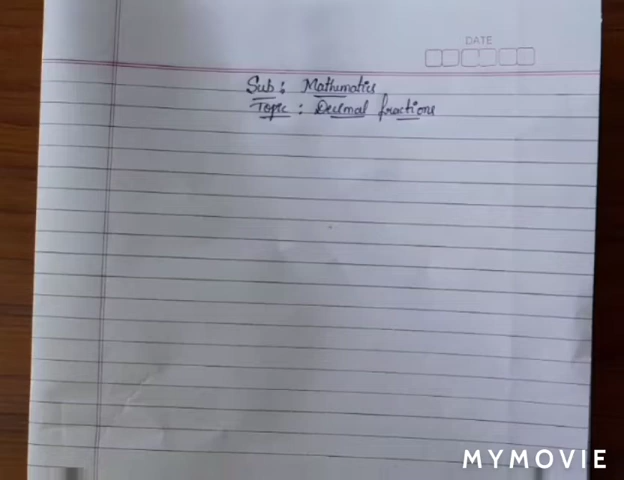 DATE
Sub : Mathematics
Topic : Decimal fractions
MYMOVIE